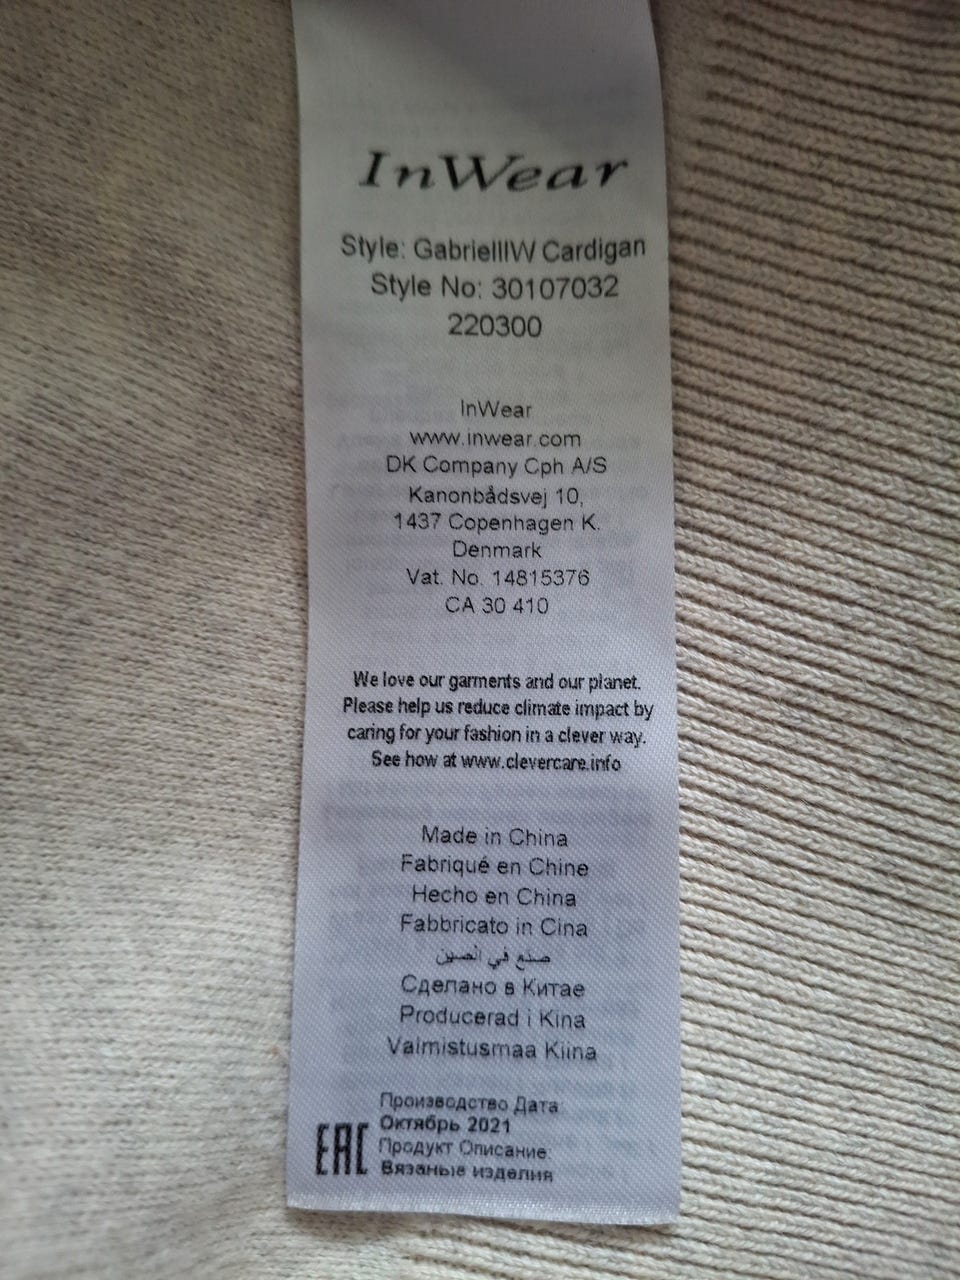 InWear
Style: GabrielIIW Cardigan
Style No: 30107032
220300
InWear
www.inwear.com
DK Company Cph A/S
Kanonbådsvej 10,
1437 Copenhagen K.
Denmark
Vat. No. 14815376
CA 30 410
We love our garments and our planet.
Please help us reduce climate impact by
caring for your fashion in a clever way.
See how at www.clevercare.info
Made in China
Fabriqué en Chine
Hecho en China
Fabbricato in Cina
صنع في الصين
Сделано в Китае
Producerad i Kina
Valmistusmaa Kiina
Производство Дата:
Октябрь 2021
EAC Продукт Описание:
Вязаные изделия